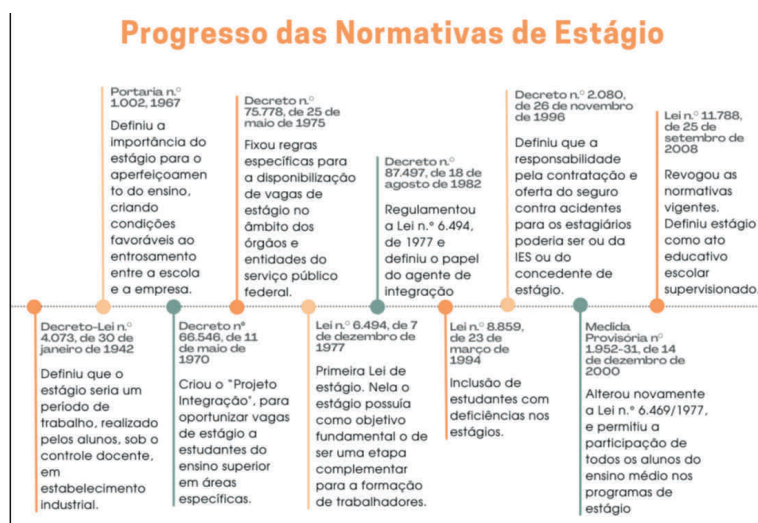 Progresso das Normativas de Estágio
Portaria n.º
1.002, 1967
Definiu a
importância do
estágio para o
aperfeiçoamen
to do ensino,
criando
condições
favoráveis ao
entrosamento
entre a escola
e a empresa.
Decreto n.º
75.778, de 25 de
maio de 1975
Fixou regras
específicas para
a disponibilização
de vagas de
estágio no
âmbito dos
órgãos e
entidades do
serviço público
federal.
Decreto n.º
87.497, de 18 de
agosto de 1982
Regulamentou
a Lei n.º 6.494,
de 1977 e
definiu o papel
do agente de
integração
Decreto n.º 2.080,
de 26 de novembro
de 1996
Definiu que a
responsabilidade
pela contratação e
oferta do seguro
contra acidentes
para os estagiários
poderia ser ou da
IES ou do
concedente de
estágio.
Lei n.º 11.788,
de 25 de
setembro de
2008
Revogou as
normativas
vigentes.
Definiu estágio
como ato
educativo
escolar
supervisionado.
Decreto-Lei n.º
4.073, de 30 de
janeiro de 1942
Definiu que o
estágio seria um
período de
trabalho, realizado
pelos alunos, sob o
controle docente,
em
estabelecimento
industrial.
Decreto nº
66.546, de 11
de maio de
1970
Criou o "Projeto
Integração", para
oportunizar vagas
de estágio a
estudantes do
ensino superior
em áreas
específicas.
Lei n.º 6.494, de 7
de dezembro de
1977
Primeira Lei de
estágio. Nela o
estágio possuía
como objetivo
fundamental o de
ser uma etapa
complementar
para a formação
de trabalhadores.
Lei n.º 8.859,
de 23 de
março de
1994
Inclusão de
estudantes com
deficiências nos
estágios.
Medida
Provisória nº
1.952-31, de 14
de dezembro de
2000
Alterou novamente
a Lei n.º 6.469/1977,
e permitiu a
participação de
todos os alunos do
ensino médio nos
programas de
estágio